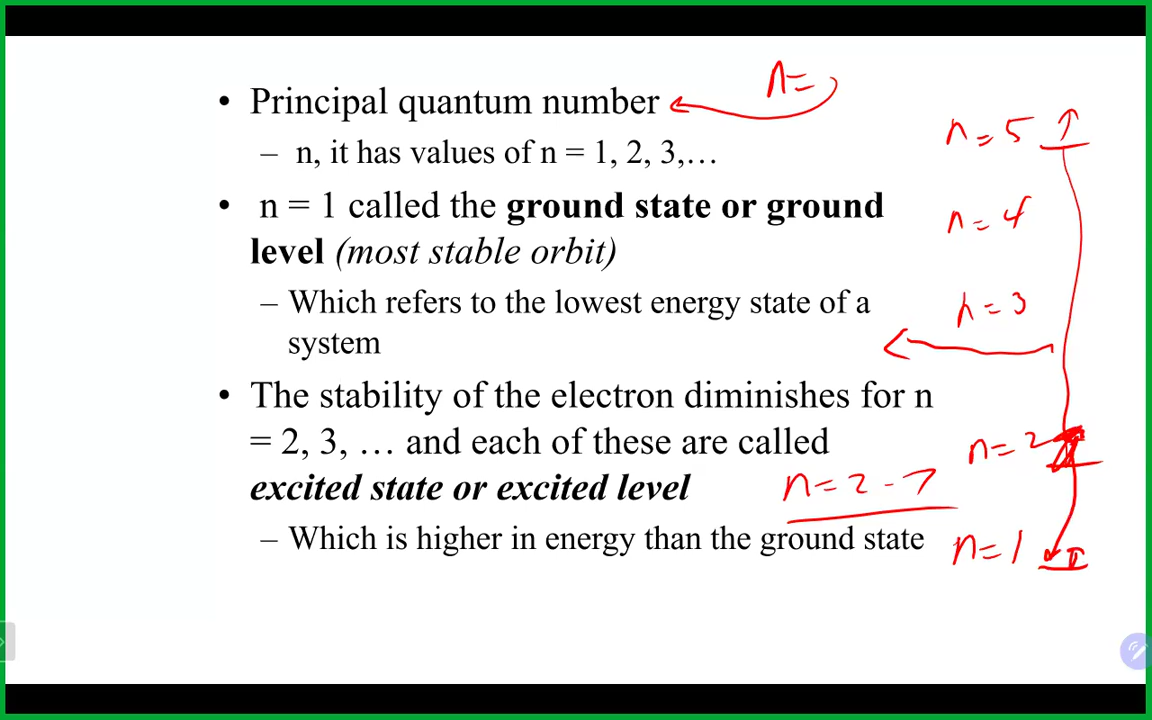 n=
• Principal quantum number
n = 5
– n, it has values of n = 1, 2, 3,…
• n = 1 called the ground state or ground
n = 4
level (most stable orbit)
– Which refers to the lowest energy state of a
n = 3
system
• The stability of the electron diminishes for n
= 2, 3, … and each of these are called
n = 2
excited state or excited level
n = 2 - 7
– Which is higher in energy than the ground state
n = 1